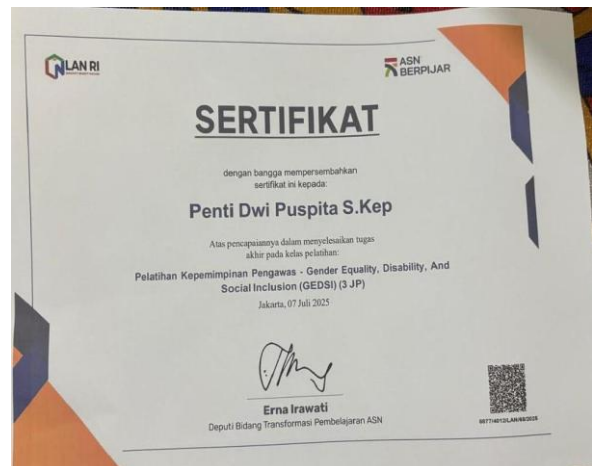 LAN RI
ASN
BERPIJAR
SERTIFIKAT
dengan bangga mempersembahkan
sertifikat ini kepada:
Penti Dwi Puspita S.Kep
Atas pencapaiannya dalam menyelesaikan tugas
akhir pada kelas pelatihan:
Pelatihan Kepemimpinan Pengawas - Gender Equality, Disability, And
Social Inclusion (GEDSI) (3 JP)
Jakarta, 07 Juli 2025
Erna Irawati
Deputi Bidang Transformasi Pembelajaran ASN